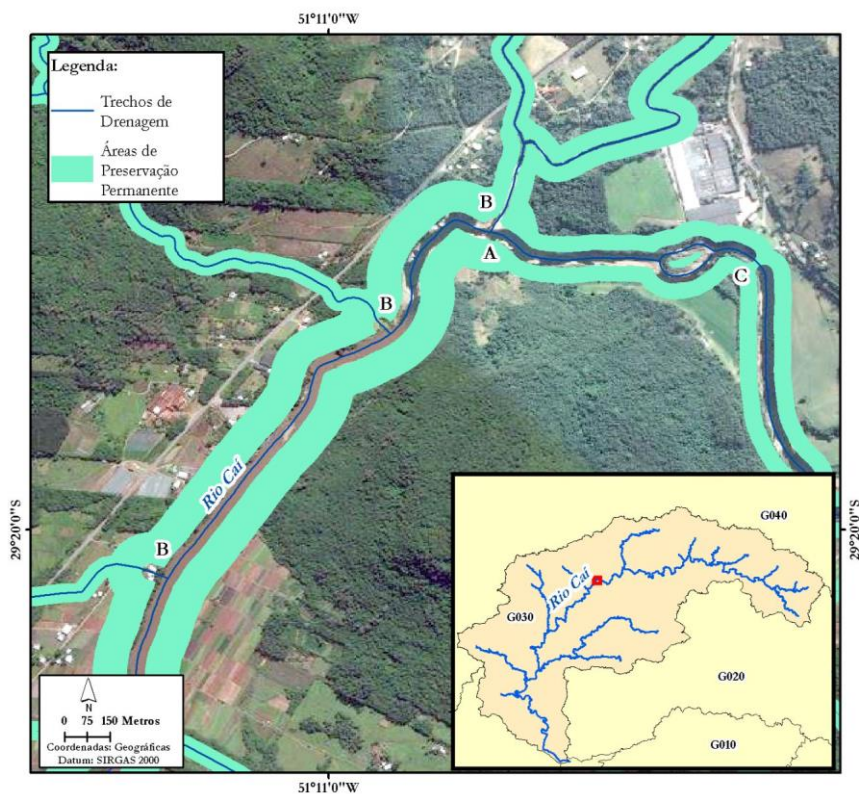 51°11'0"W
Legenda:
Trechos de
Drenagem
Áreas de
Preservação
Permanente
B
A
C
B
Rio Caí
B
29°20'0"S
29°20'0"S
G040
Rio Caí
G030
G020
G010
N
0 75 150 Metros
Coordenadas: Geográficas
Datum: SIRGAS 2000
51°11'0"W